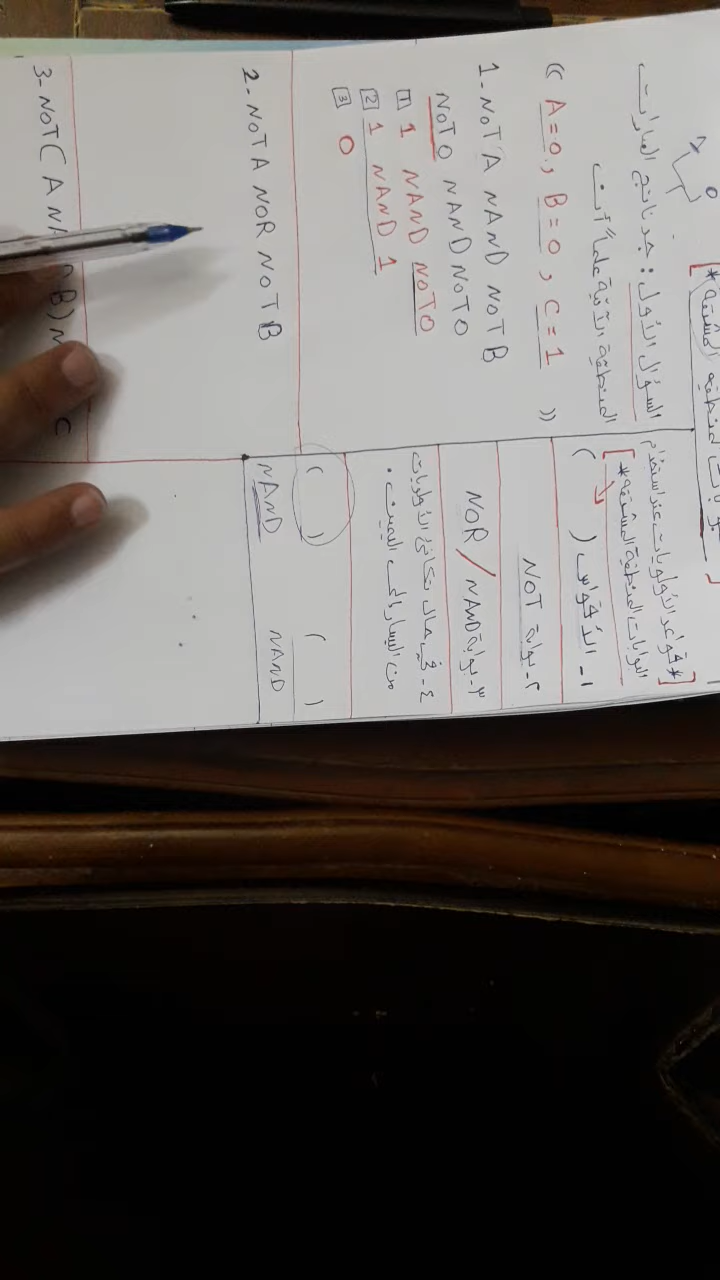 * المشتقة
* قواعد الأولويات عند استخدام
البوابات المنطقية المشتقة *
١- الأقواس ( )
٢- بوابة NOT
٣- بوابة NAND / NOR
٤- في حال تكافئ الأولويات
من اليسار إلى اليمين .
( ) ( )
NAND NAND
السؤال الأول : جد ناتج العبارات
المنطقية الآتية علماً أن
(( A=0, B=0, C=1 ))
1- NOT A NAND NOT B
NOT 0 NAND NOT 0
1 1 NAND NOT 0
2 1 NAND 1
3 0
2- NOT A NOR NOT B
3- NOT ( A B) C